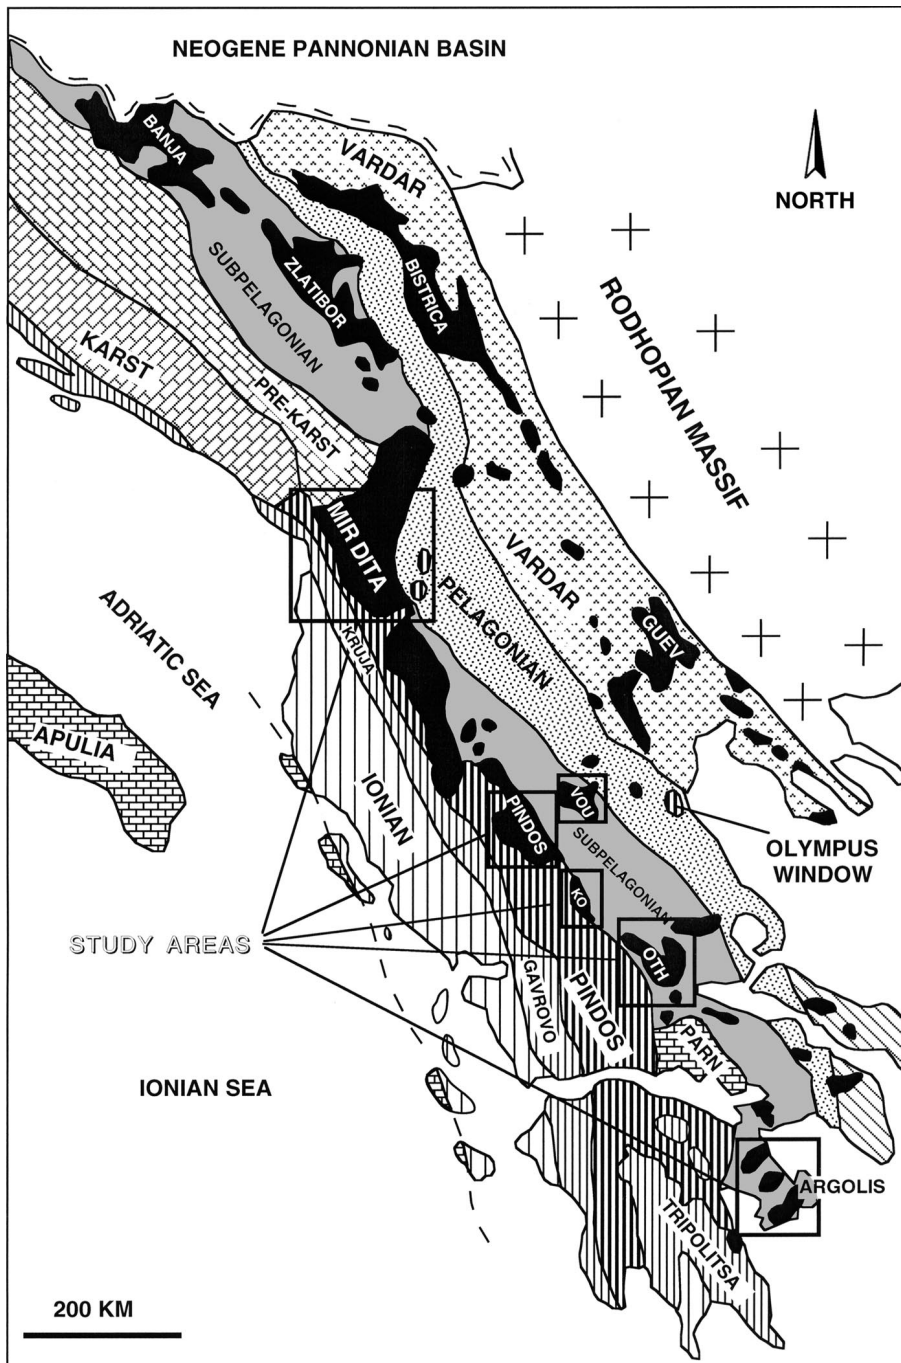 NEOGENE PANNONIAN BASIN
BANJA
VARDAR
NORTH
SUBPELAGONIAN
ZLATIBOR
BISTRICA
RODHOPIAN MASSIF
KARST
PRE-KARST
MIRDITA
VARDAR
PELAGONIAN
GUEV
ADRIATIC SEA
KRUJA
APULIA
IONIAN
PINDOS
VOU
SUBPELAGONIAN
OLYMPUS
WINDOW
KO
STUDY AREAS
OTH
GAVROVO
PINDOS
PARN
IONIAN SEA
ARGOLIS
TRIPOLITSA
200 KM